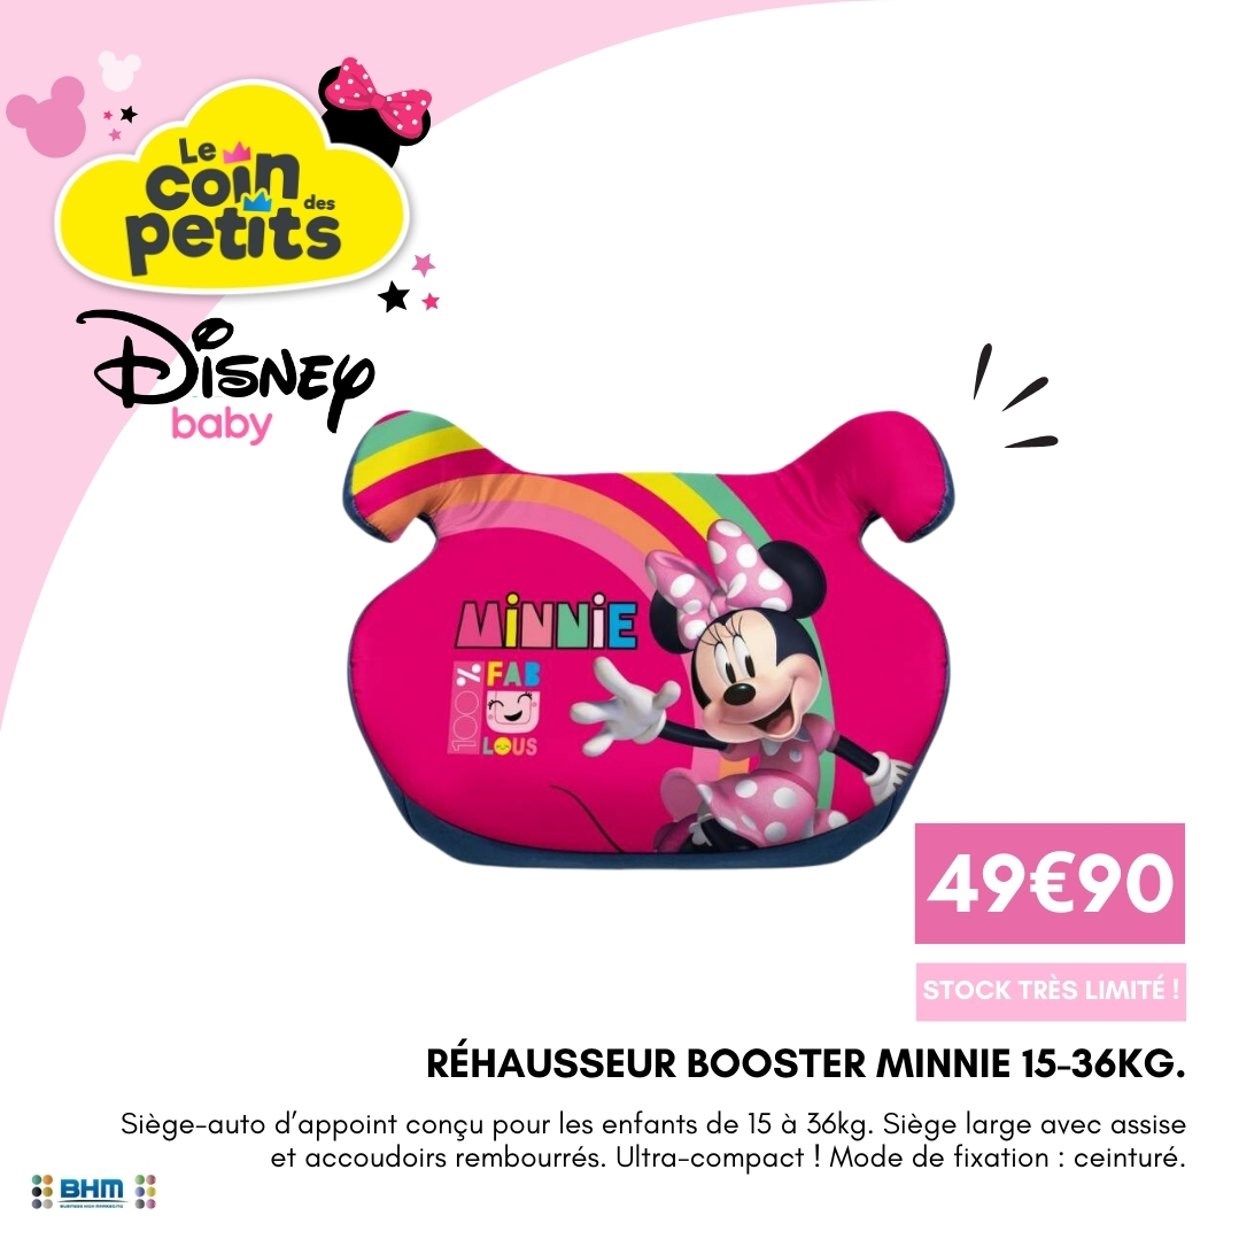 Le
coin
des
petits
Disney
baby
MiNNiE
100%
FAB
LOUS
49€90
STOCK TRÈS LIMITÉ !
RÉHAUSSEUR BOOSTER MINNIE 15-36KG.
Siège-auto d’appoint conçu pour les enfants de 15 à 36kg. Siège large avec assise
et accoudoirs rembourrés. Ultra-compact ! Mode de fixation : ceinturé.
BHM